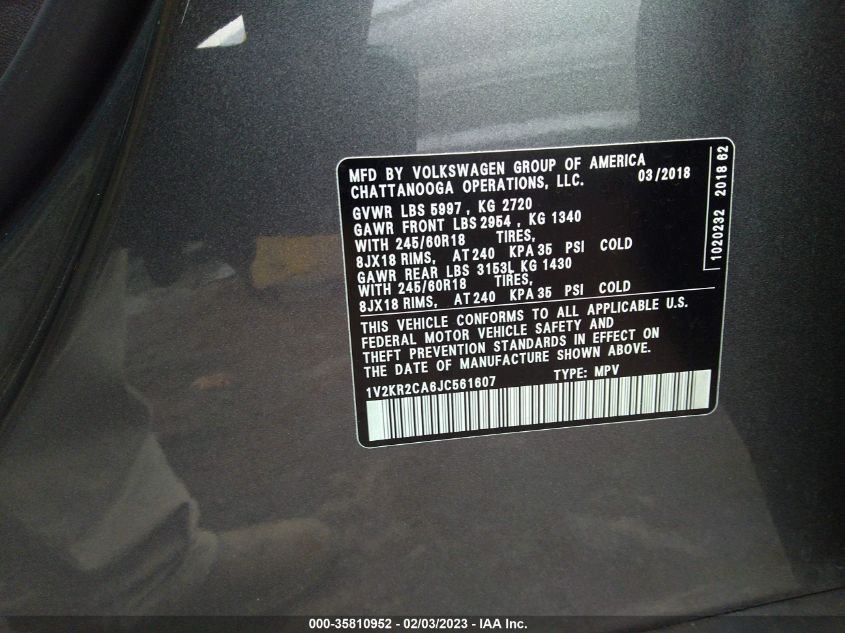 MFD BY VOLKSWAGEN GROUP OF AMERICA
CHATTANOOGA OPERATIONS, LLC. 03/2018
GVWR LBS 5997, KG 2720
GAWR FRONT LBS 2954, KG 1340
WITH 245/60R18 TIRES,
8JX18 RIMS, AT 240 KPA 35 PSI COLD
GAWR REAR LBS 3153L KG 1430
WITH 245/60R18 TIRES,
8JX18 RIMS, AT 240 KPA 35 PSI COLD
THIS VEHICLE CONFORMS TO ALL APPLICABLE U.S.
FEDERAL MOTOR VEHICLE SAFETY AND
THEFT PREVENTION STANDARDS IN EFFECT ON
THE DATE OF MANUFACTURE SHOWN ABOVE.
1V2KR2CA6JC561607 TYPE: MPV
1020232 2018 62
000-35810952 - 02/03/2023 - IAA Inc.